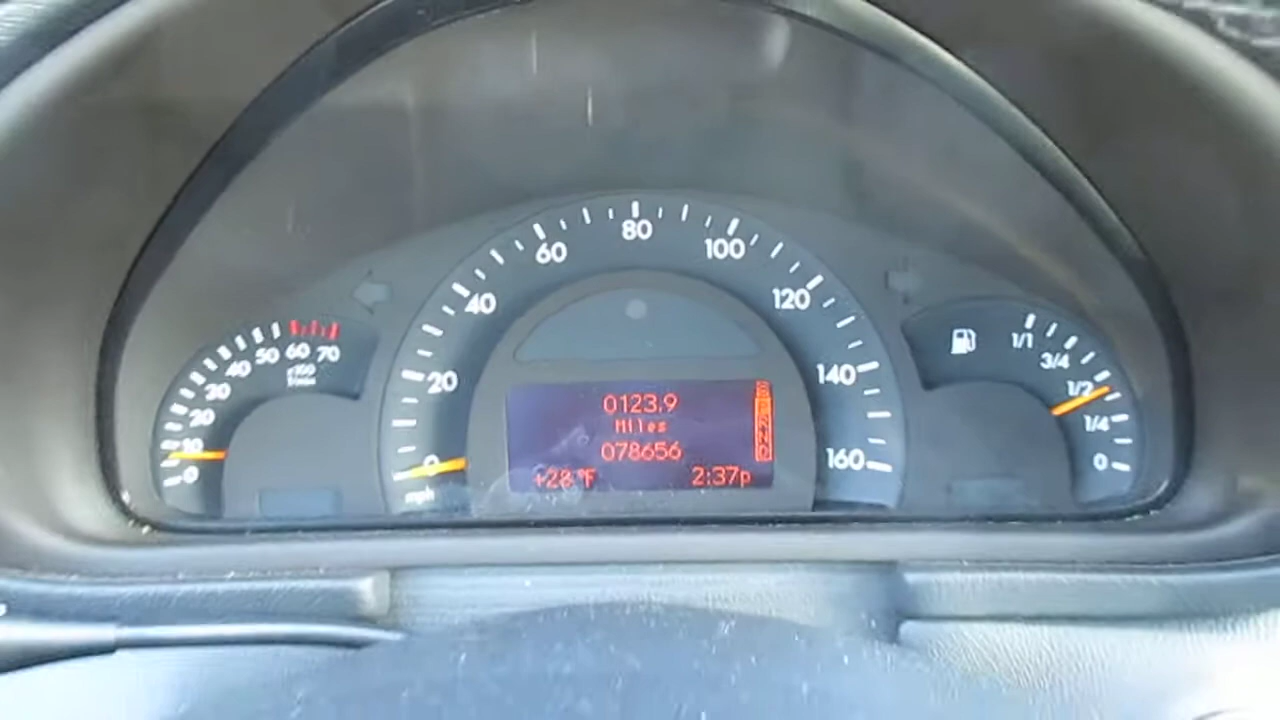 0 10 20 30 40 50 60 70
x100
1/min
0 20 40 60 80 100 120 140 160
mph
0123.9
Miles
078656
+28°F 2:37p
1/1
3/4
1/2
1/4
0